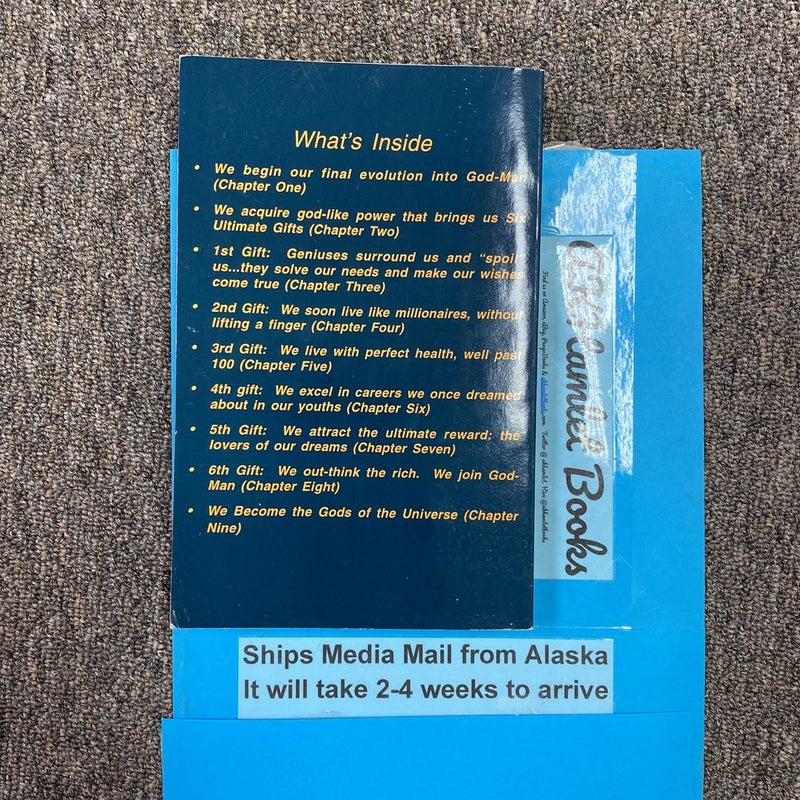 What's Inside
• We begin our final evolution into God-Man
(Chapter One)
• We acquire god-like power that brings us Six
Ultimate Gifts (Chapter Two)
• 1st Gift: Geniuses surround us and "spoil"
us...they solve our needs and make our wishes
come true (Chapter Three)
• 2nd Gift: We soon live like millionaires, without
lifting a finger (Chapter Four)
• 3rd Gift: We live with perfect health, well past
100 (Chapter Five)
• 4th gift: We excel in careers we once dreamed
about in our youths (Chapter Six)
• 5th Gift: We attract the ultimate reward: the
lovers of our dreams (Chapter Seven)
• 6th Gift: We out-think the rich. We join God-
Man (Chapter Eight)
• We Become the Gods of the Universe (Chapter
Nine)
AKHamlet Books
Find us on Amazon, eBay, PangoBooks &
Ships Media Mail from Alaska
It will take 2-4 weeks to arrive